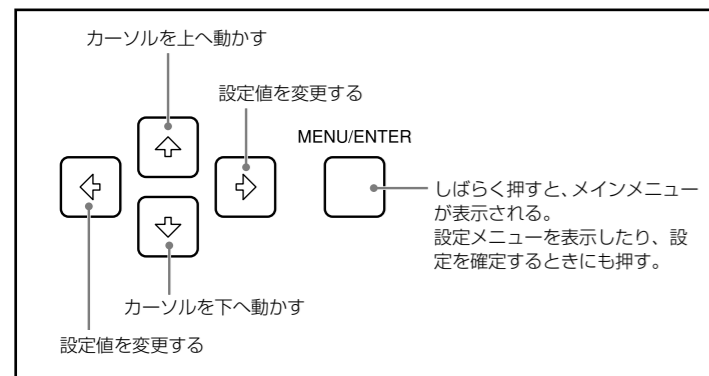 カーソルを上へ動かす
設定値を変更する
MENU/ENTER
しばらく押すと、メインメニュー
が表示される。
設定メニューを表示したり、設
定を確定するときにも押す。
カーソルを下へ動かす
設定値を変更する